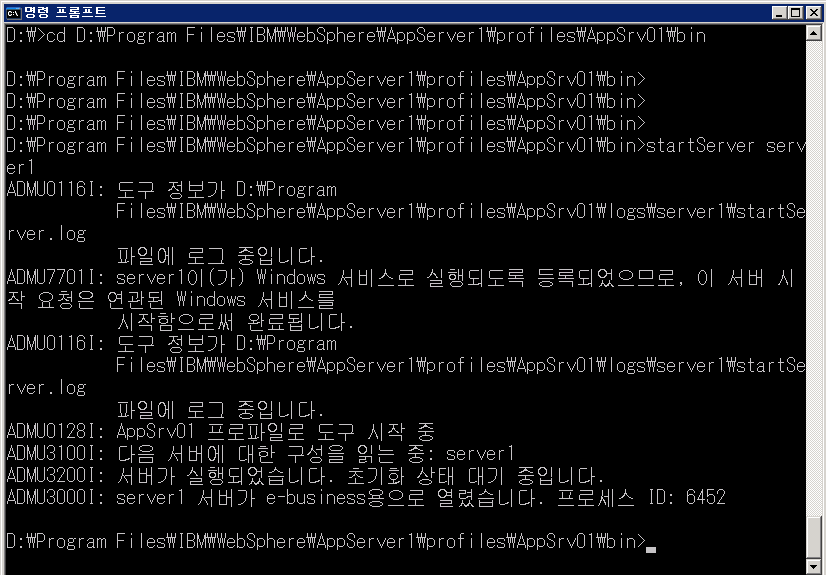 명령 프롬프트
D:₩>cd D:₩Program Files₩IBM₩WebSphere₩AppServer1₩profiles₩AppSrv01₩bin
D:₩Program Files₩IBM₩WebSphere₩AppServer1₩profiles₩AppSrv01₩bin>
D:₩Program Files₩IBM₩WebSphere₩AppServer1₩profiles₩AppSrv01₩bin>
D:₩Program Files₩IBM₩WebSphere₩AppServer1₩profiles₩AppSrv01₩bin>
D:₩Program Files₩IBM₩WebSphere₩AppServer1₩profiles₩AppSrv01₩bin>startServer serv
er1
ADMU0116I: 도구 정보가 D:₩Program
Files₩IBM₩WebSphere₩AppServer1₩profiles₩AppSrv01₩logs₩server1₩startSe
rver.log
파일에 로그 중입니다.
ADMU7701I: server1이(가) Windows 서비스로 실행되도록 등록되었으므로, 이 서버 시
작 요청은 연관된 Windows 서비스를
시작함으로써 완료됩니다.
ADMU0116I: 도구 정보가 D:₩Program
Files₩IBM₩WebSphere₩AppServer1₩profiles₩AppSrv01₩logs₩server1₩startSe
rver.log
파일에 로그 중입니다.
ADMU0128I: AppSrv01 프로파일로 도구 시작 중
ADMU3100I: 다음 서버에 대한 구성을 읽는 중: server1
ADMU3200I: 서버가 실행되었습니다. 초기화 상태 대기 중입니다.
ADMU3000I: server1 서버가 e-business용으로 열렸습니다. 프로세스 ID: 6452
D:₩Program Files₩IBM₩WebSphere₩AppServer1₩profiles₩AppSrv01₩bin>